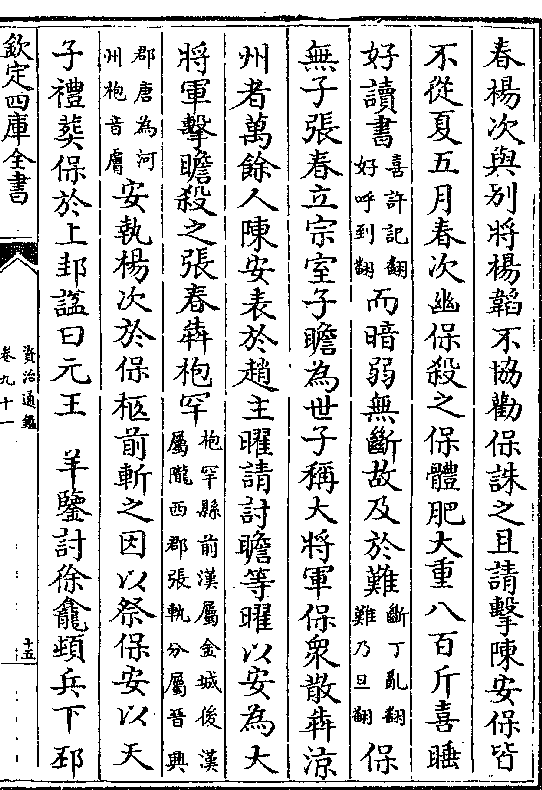 春楊次與别將楊韜不協勸保誅之且請擊陳安保皆
不從夏五月春次幽保殺之保體肥大重八百斤喜睡
好讀書喜許記翻好呼到翻而暗弱無斷故及於難斷丁亂翻難乃旦翻保
無子張春立宗室子瞻為世子稱大將軍保衆散犇涼
州者萬餘人陳安表於趙主曜請討瞻等曜以安為大
將軍擊瞻殺之張春犇枹罕枹罕縣前漢屬金城後漢屬隴西郡張軌分屬晉興
郡唐為河州枹音膚安執楊次於保柩前斬之因以祭保安以天
子禮葬保於上邽諡曰元王　羊鑒討徐龕頓兵下邳
欽定四庫全書
資治通鑑
卷九十一
十五